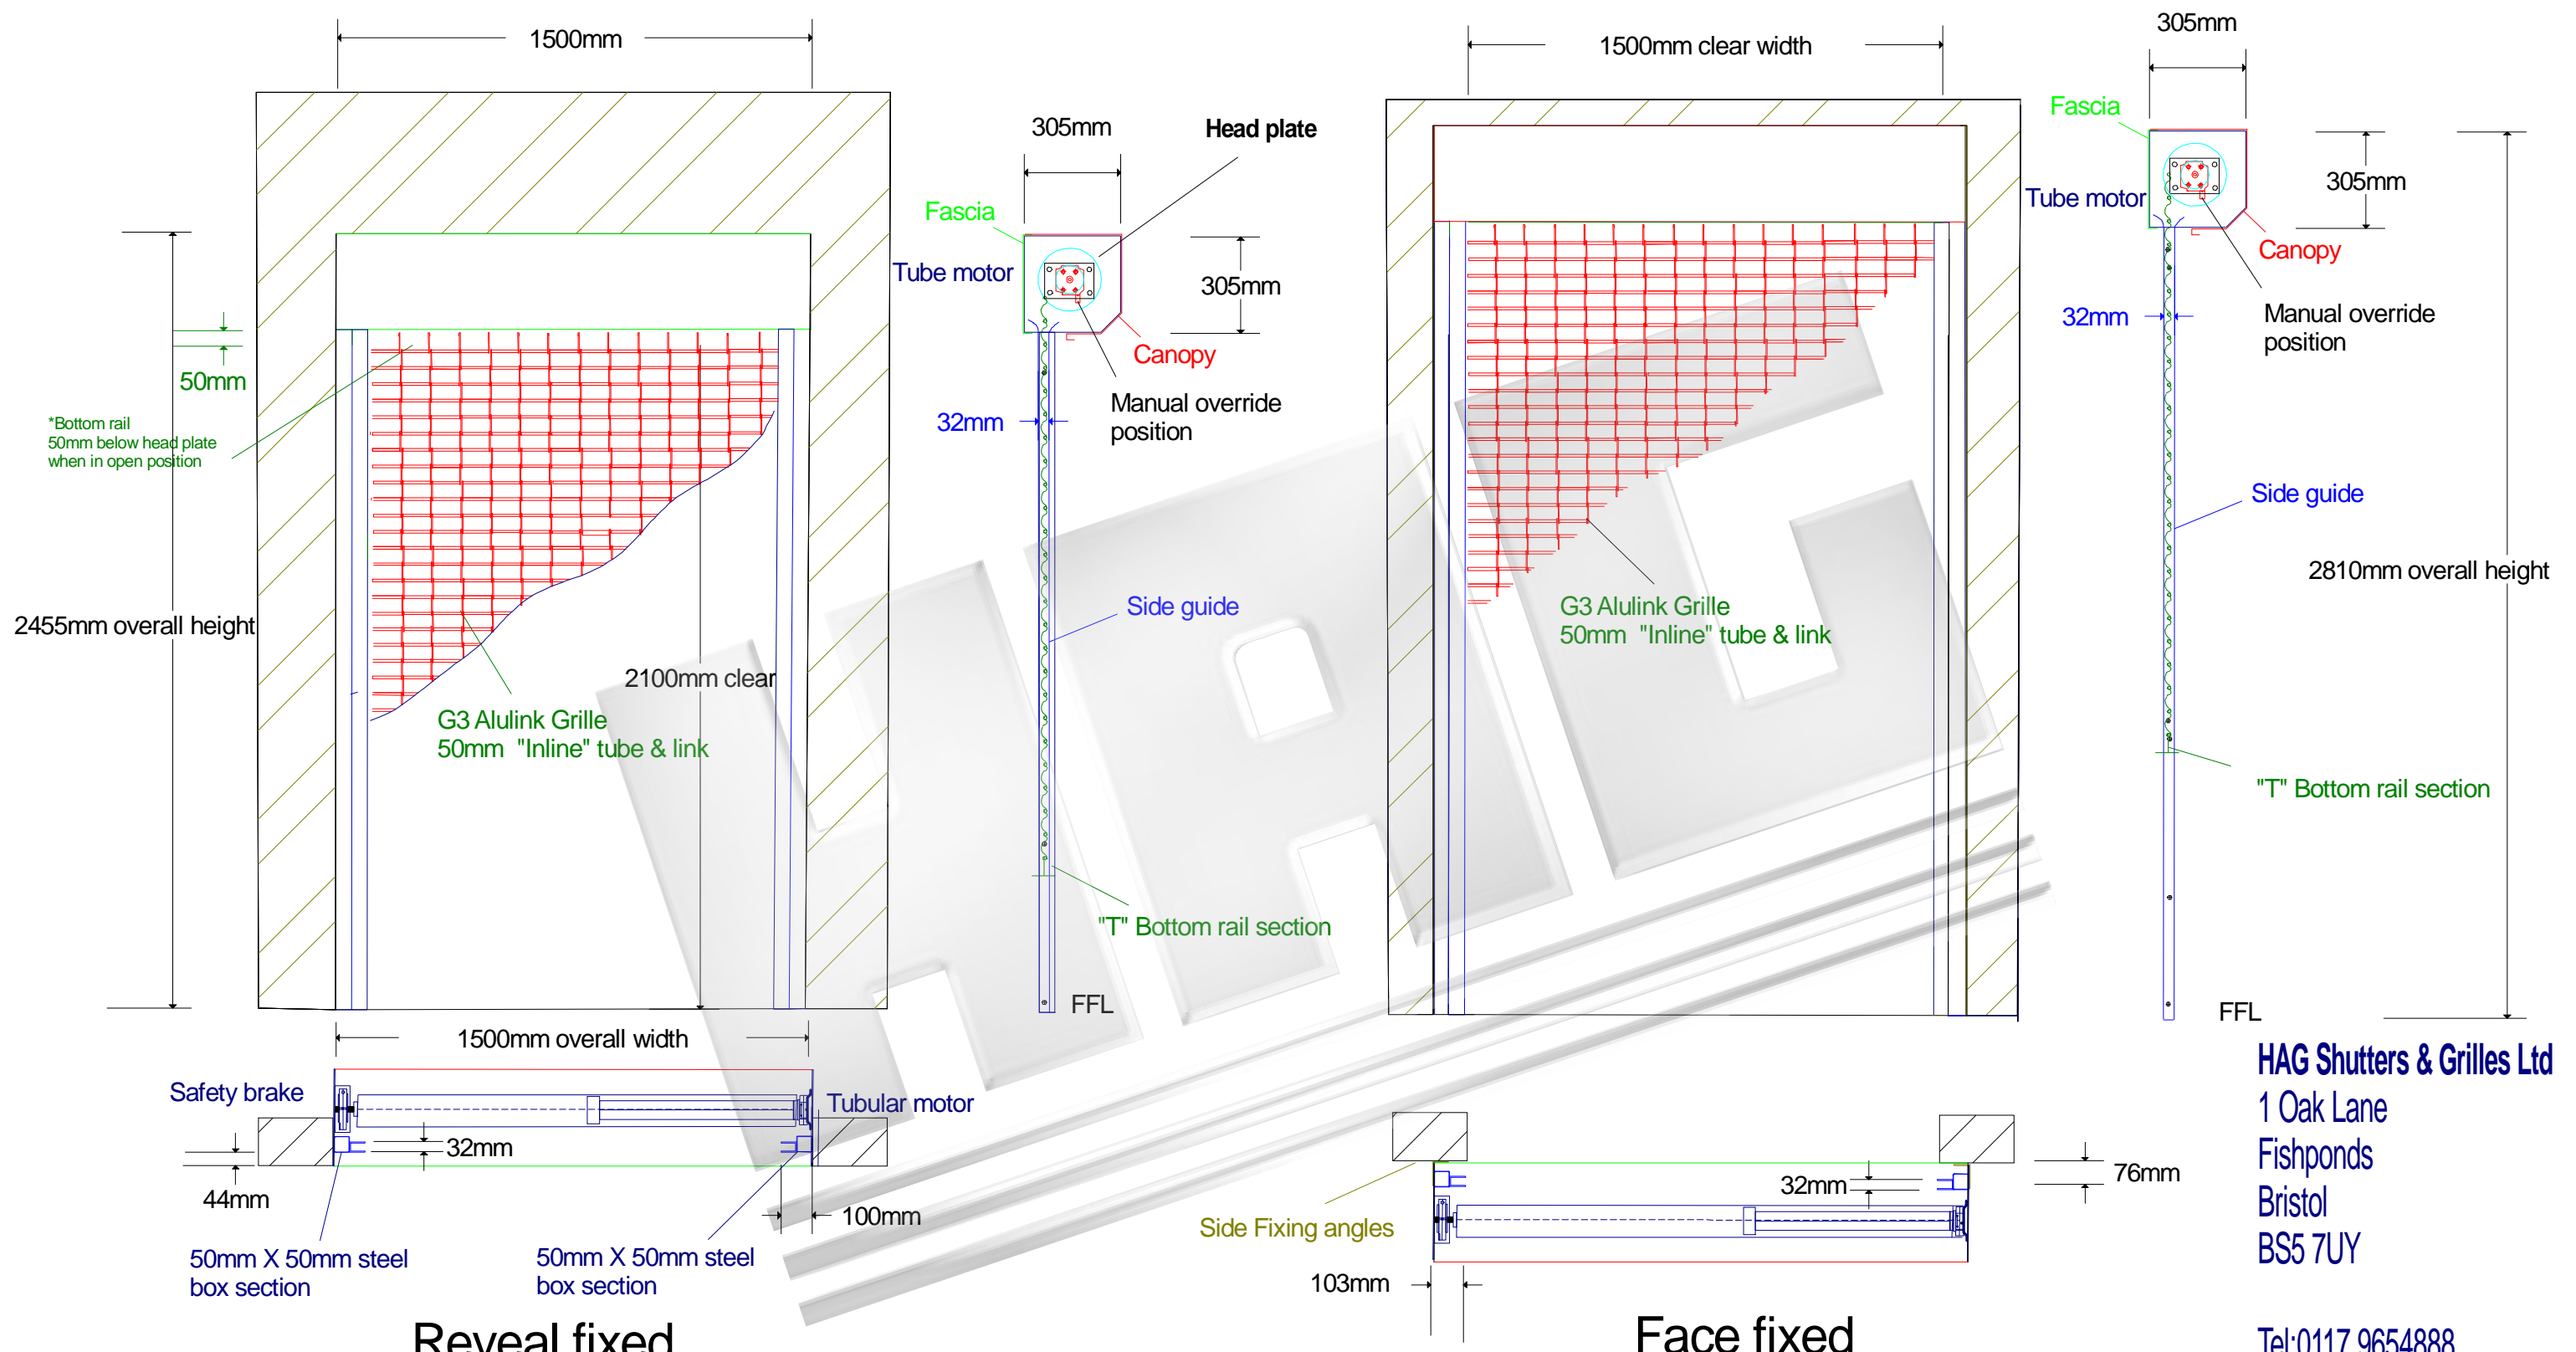 1500mm
305mm
Head plate
Fascia
Tube motor
305mm
Canopy
Manual override
position
32mm
50mm
*Bottom rail
50mm below head plate
when in open position
2455mm overall height
Side guide
2100mm clear
G3 Alulink Grille
50mm "Inline" tube & link
"T" Bottom rail section
FFL
1500mm overall width
Safety brake
Tubular motor
32mm
44mm
100mm
50mm X 50mm steel
box section
50mm X 50mm steel
box section
Reveal fixed
1500mm clear width
305mm
Fascia
Tube motor
305mm
Canopy
32mm
Manual override
position
Side guide
2810mm overall height
G3 Alulink Grille
50mm "Inline" tube & link
"T" Bottom rail section
FFL
32mm
76mm
Side Fixing angles
103mm
Face fixed
HAG
HAG Shutters & Grilles Ltd
1 Oak Lane
Fishponds
Bristol
BS5 7UY
Tel:0117 9654888